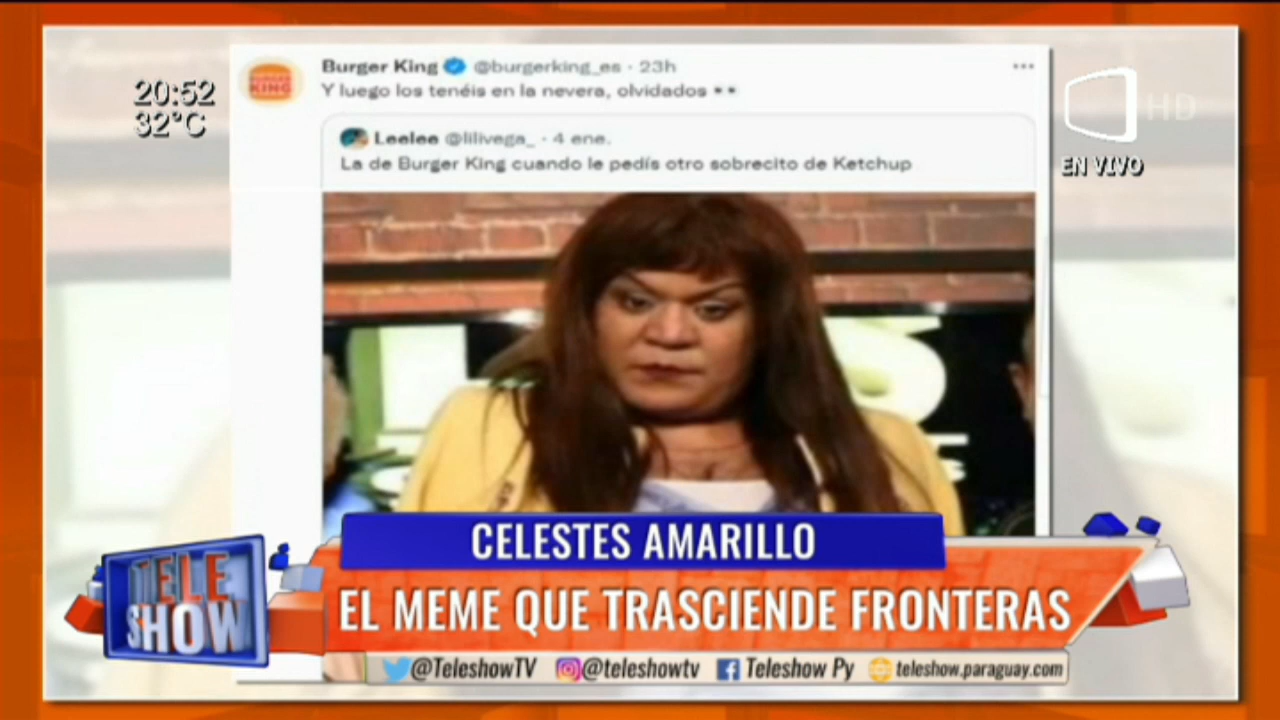 Burger King @burgerking_es · 23h
Y luego los tenéis en la nevera, olvidados
BURGER KING
20:52
32°C
HD
EN VIVO
Leelee @lilivega_ · 4 ene.
La de Burger King cuando le pedís otro sobrecito de Ketchup
CELESTES AMARILLO
TELE
SHOW
EL MEME QUE TRASCIENDE FRONTERAS
@TeleshowTV @teleshowtv Teleshow Py teleshow.paraguay.com